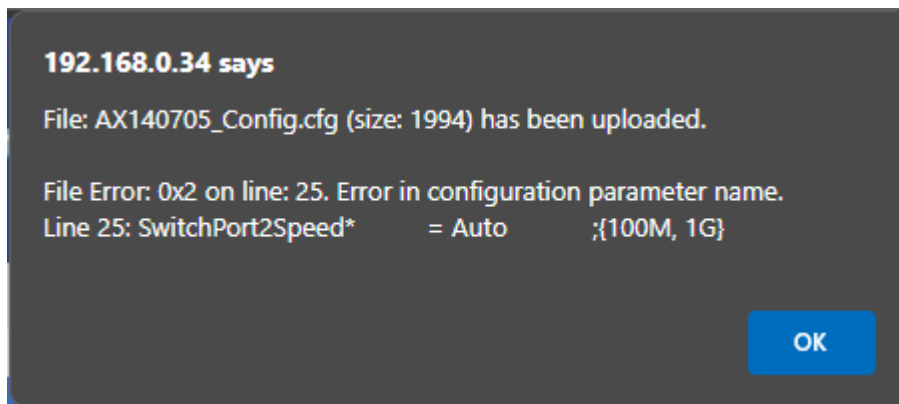 192.168.0.34 says
File: AX140705_Config.cfg (size: 1994) has been uploaded.
File Error: 0x2 on line: 25. Error in configuration parameter name.
Line 25: SwitchPort2Speed* = Auto ;{100M, 1G}
OK